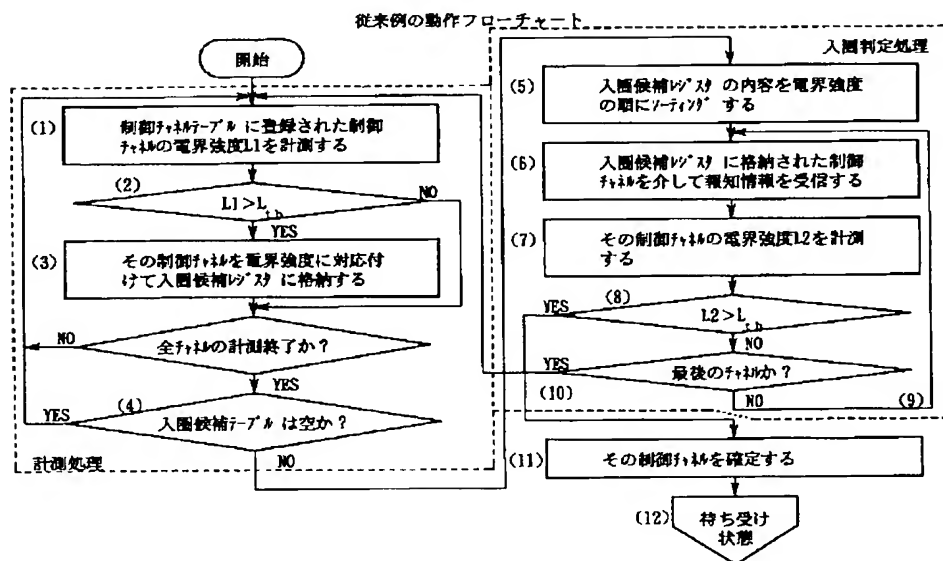 従来例の動作フローチャート
開始
(1)
制御チャネルテーブル に登録された制御
チャネルの電界強度L1を計測する
(2)
L1>L
th
NO
YES
(3)
その制御チャネルを電界強度に対応付
けて入圏候補レジスタ に格納する
全チャネルの計測終了か？
NO
YES
(4)
入圏候補テーブル は空か？
YES
NO
計測処理
入圏判定処理
(5)
入圏候補レジスタ の内容を電界強度
の順にソーティング する
(6)
入圏候補レジスタ に格納された制御
チャネルを介して報知情報を受信する
(7)
その制御チャネルの電界強度L2を計測
する
(8)
L2>L
th
YES
NO
最後のチャネルか？
YES
(10)
NO
(9)
(11)
その制御チャネルを確定する
(12)
待ち受け
状態